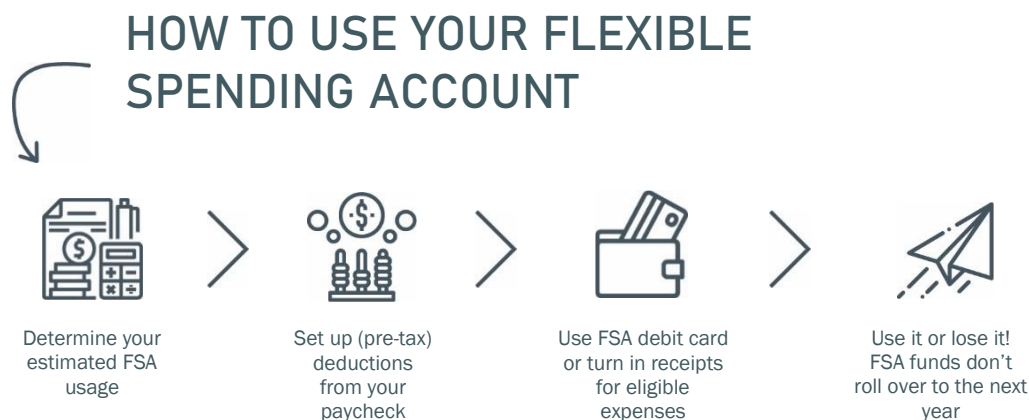 HOW TO USE YOUR FLEXIBLE
SPENDING ACCOUNT
Determine your
estimated FSA
usage
Set up (pre-tax)
deductions
from your
paycheck
Use FSA debit card
or turn in receipts
for eligible
expenses
Use it or lose it!
FSA funds don’t
roll over to the next
year